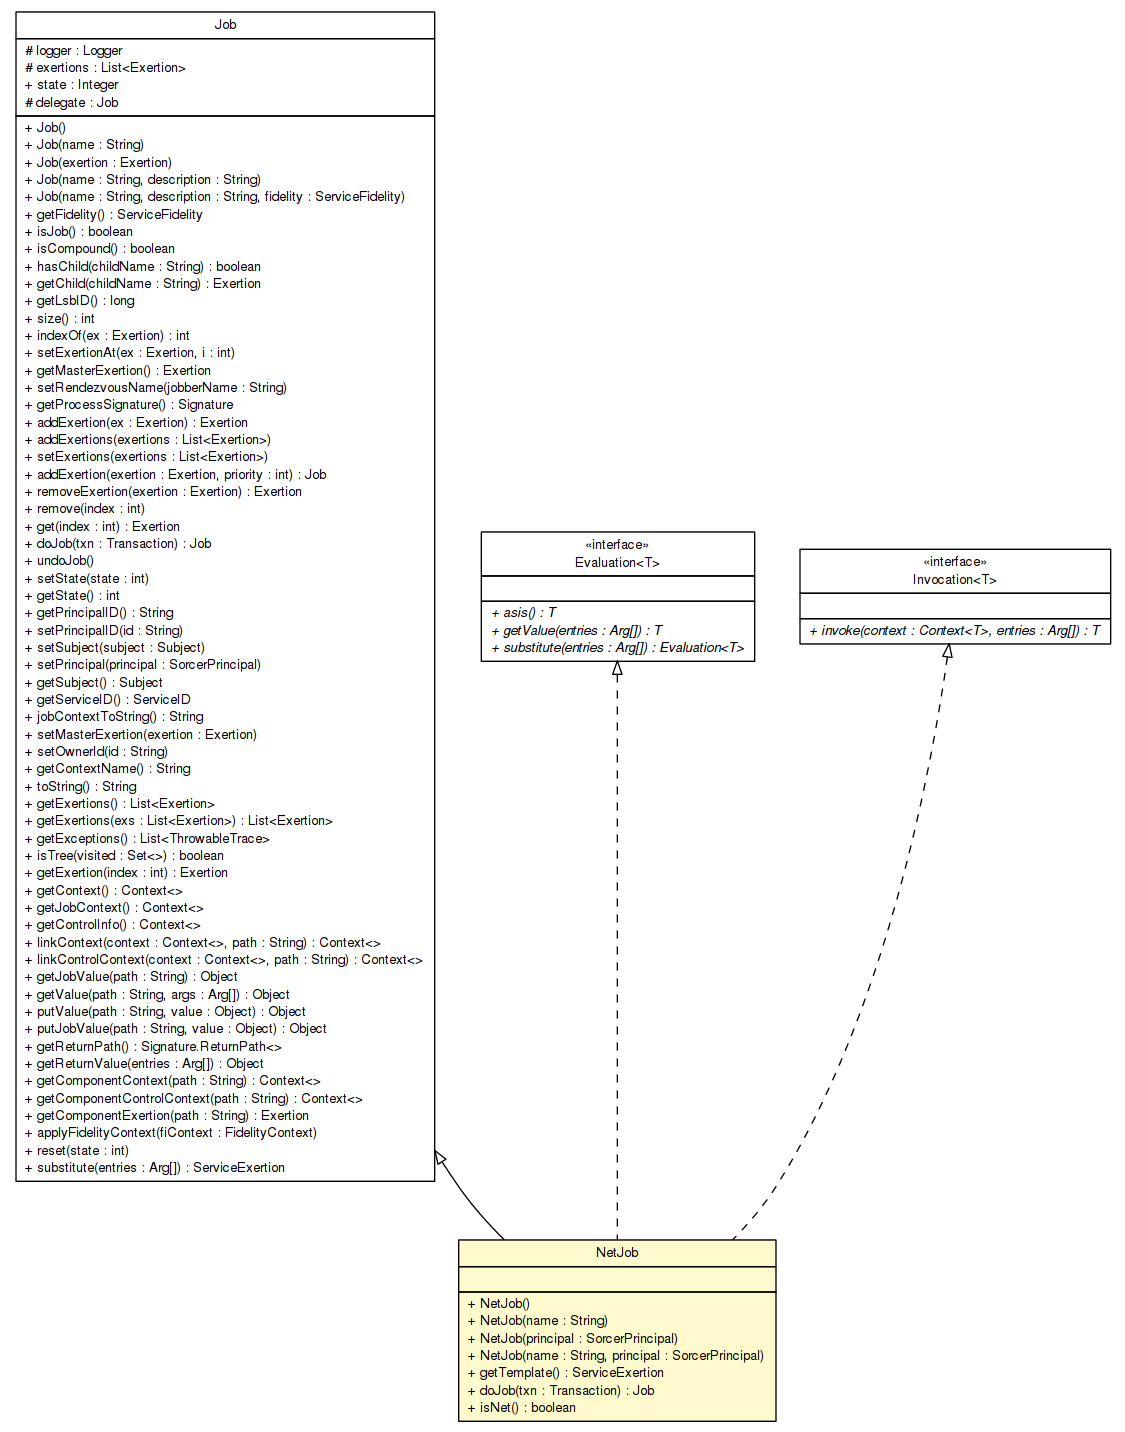 Job
# logger : Logger
# exertions : List<Exertion>
+ state : Integer
# delegate : Job
+ Job()
+ Job(name : String)
+ Job(exertion : Exertion)
+ Job(name : String, description : String)
+ Job(name : String, description : String, fidelity : ServiceFidelity)
+ getFidelity() : ServiceFidelity
+ isJob() : boolean
+ isCompound() : boolean
+ hasChild(childName : String) : boolean
+ getChild(childName : String) : Exertion
+ getLsbID() : long
+ size() : int
+ indexOf(ex : Exertion) : int
+ setExertionAt(ex : Exertion, i : int)
+ getMasterExertion() : Exertion
+ setRendezvousName(jobberName : String)
+ getProcessSignature() : Signature
+ addExertion(ex : Exertion) : Exertion
+ addExertions(exertions : List<Exertion>)
+ setExertions(exertions : List<Exertion>)
+ addExertion(exertion : Exertion, priority : int) : Job
+ removeExertion(exertion : Exertion) : Exertion
+ remove(index : int)
+ get(index : int) : Exertion
+ doJob(txn : Transaction) : Job
+ undoJob()
+ setState(state : int)
+ getState() : int
+ getPrincipalID() : String
+ setPrincipalID(id : String)
+ setSubject(subject : Subject)
+ setPrincipal(principal : SorcerPrincipal)
+ getSubject() : Subject
+ getServiceID() : ServiceID
+ jobContextToString() : String
+ setMasterExertion(exertion : Exertion)
+ setOwnerId(id : String)
+ getContextName() : String
+ toString() : String
+ getExertions() : List<Exertion>
+ getExertions(exs : List<Exertion>) : List<Exertion>
+ getExceptions() : List<ThrowableTrace>
+ isTree(visited : Set<>) : boolean
+ getExertion(index : int) : Exertion
+ getContext() : Context<>
+ getJobContext() : Context<>
+ getControlInfo() : Context<>
+ linkContext(context : Context<>, path : String) : Context<>
+ linkControlContext(context : Context<>, path : String) : Context<>
+ getJobValue(path : String) : Object
+ getValue(path : String, args : Arg[]) : Object
+ putValue(path : String, value : Object) : Object
+ putJobValue(path : String, value : Object) : Object
+ getReturnPath() : Signature.ReturnPath<>
+ getReturnValue(entries : Arg[]) : Object
+ getComponentContext(path : String) : Context<>
+ getComponentControlContext(path : String) : Context<>
+ getComponentExertion(path : String) : Exertion
+ applyFidelityContext(fiContext : FidelityContext)
+ reset(state : int)
+ substitute(entries : Arg[]) : ServiceExertion
«interface»
Evaluation<T>
+ asis() : T
+ getValue(entries : Arg[]) : T
+ substitute(entries : Arg[]) : Evaluation<T>
«interface»
Invocation<T>
+ invoke(context : Context<T>, entries : Arg[]) : T
NetJob
+ NetJob()
+ NetJob(name : String)
+ NetJob(principal : SorcerPrincipal)
+ NetJob(name : String, principal : SorcerPrincipal)
+ getTemplate() : ServiceExertion
+ doJob(txn : Transaction) : Job
+ isNet() : boolean